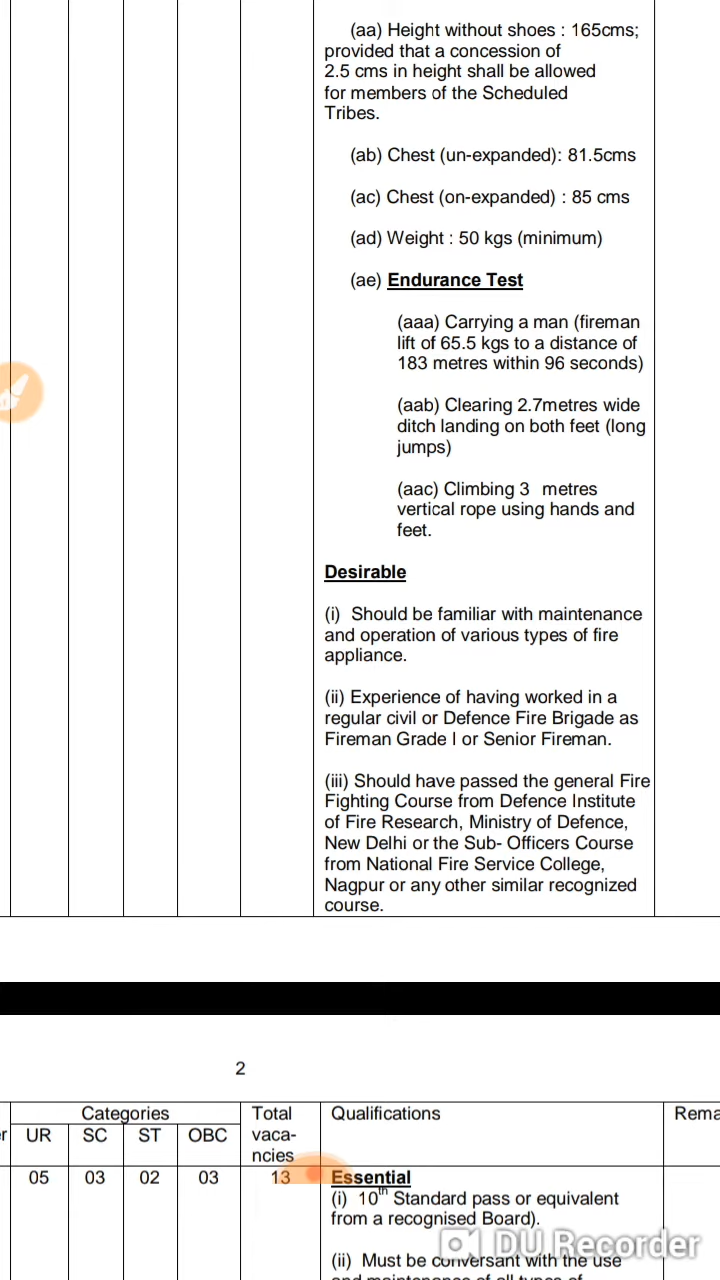 (aa) Height without shoes : 165cms;
provided that a concession of
2.5 cms in height shall be allowed
for members of the Scheduled
Tribes.
(ab) Chest (un-expanded): 81.5cms
(ac) Chest (on-expanded) : 85 cms
(ad) Weight : 50 kgs (minimum)
(ae) Endurance Test
(aaa) Carrying a man (fireman
lift of 65.5 kgs to a distance of
183 metres within 96 seconds)
(aab) Clearing 2.7metres wide
ditch landing on both feet (long
jumps)
(aac) Climbing 3 metres
vertical rope using hands and
feet.
Desirable
(i) Should be familiar with maintenance
and operation of various types of fire
appliance.
(ii) Experience of having worked in a
regular civil or Defence Fire Brigade as
Fireman Grade I or Senior Fireman.
(iii) Should have passed the general Fire
Fighting Course from Defence Institute
of Fire Research, Ministry of Defence,
New Delhi or the Sub- Officers Course
from National Fire Service College,
Nagpur or any other similar recognized
course.
2
Categories Total Qualifications
UR SC ST OBC vaca-
ncies
05 03 02 03 13 Essential
(i) 10th Standard pass or equivalent
from a recognised Board).
DU Recorder
(ii) Must be conversant with the use
and maintenance of all types of